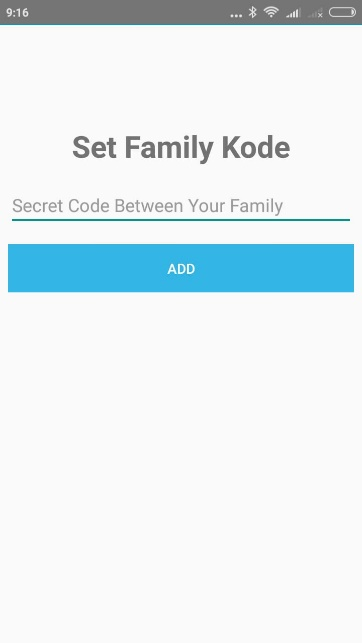 9:16
Set Family Kode
Secret Code Between Your Family
ADD